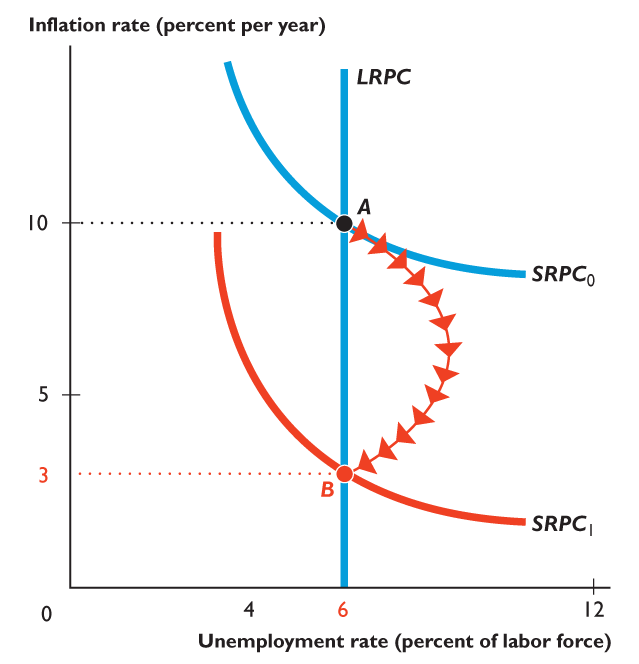 Inflation rate (percent per year)
LRPC
A
10
SRPC₀
5
3
B
SRPC₁
0
4
6
12
Unemployment rate (percent of labor force)